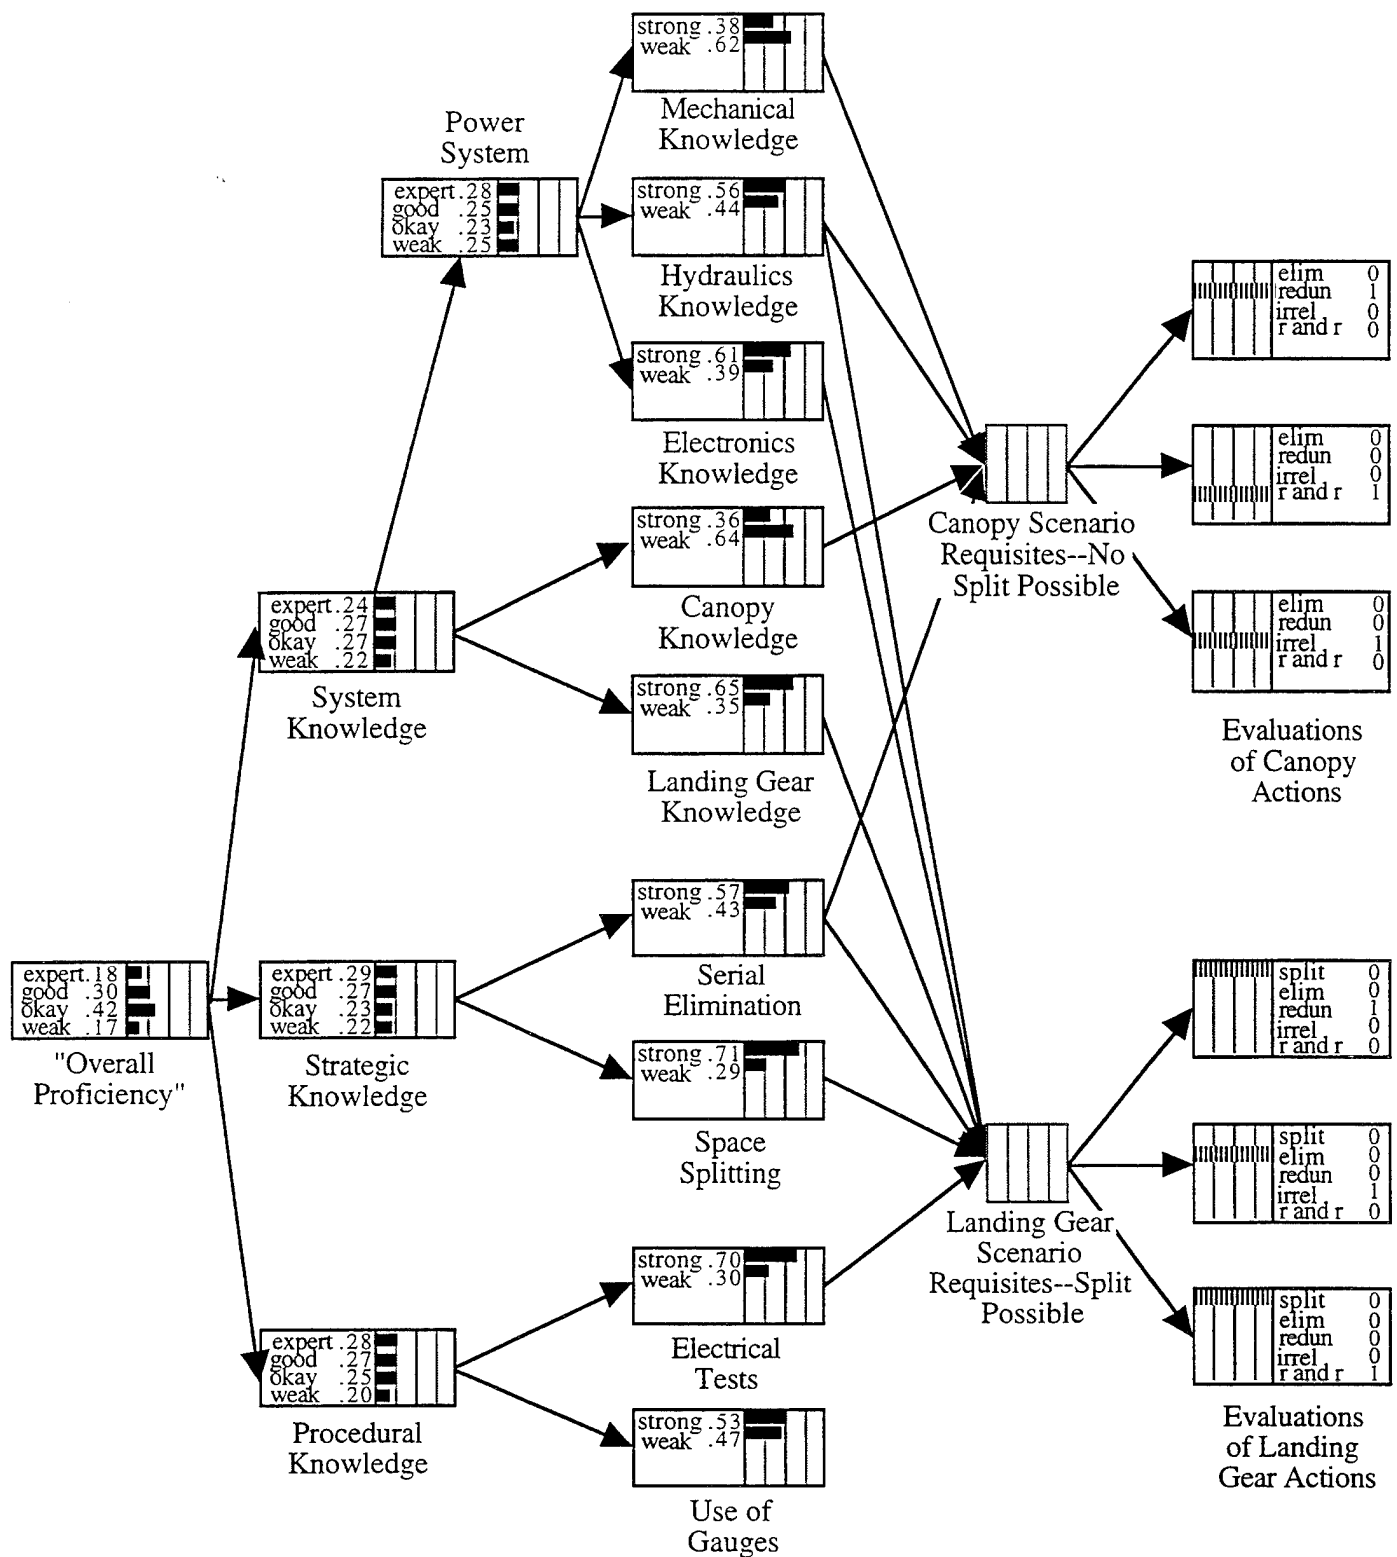 strong .38
weak .62
Mechanical
Knowledge
Power
System
expert .28
good .25
okay .23
weak .25
strong .56
weak .44
Hydraulics
Knowledge
strong .61
weak .39
Electronics
Knowledge
strong .36
weak .64
Canopy
Knowledge
expert .24
good .27
okay .27
weak .22
System
Knowledge
strong .65
weak .35
Landing Gear
Knowledge
strong .57
weak .43
Serial
Elimination
expert .18
good .30
okay .42
weak .17
"Overall
Proficiency"
expert .29
good .27
okay .23
weak .22
Strategic
Knowledge
strong .71
weak .29
Space
Splitting
strong .70
weak .30
Electrical
Tests
expert .28
good .27
okay .25
weak .20
Procedural
Knowledge
strong .53
weak .47
Use of
Gauges
Canopy Scenario
Requisites--No
Split Possible
Landing Gear
Scenario
Requisites--Split
Possible
elim 0
redun 1
irrel 0
r and r 0
elim 0
redun 0
irrel 0
r and r 1
elim 0
redun 0
irrel 1
r and r 0
Evaluations
of Canopy
Actions
split 0
elim 0
redun 1
irrel 0
r and r 0
split 0
elim 0
redun 0
irrel 1
r and r 0
split 0
elim 0
redun 0
irrel 0
r and r 1
Evaluations
of Landing
Gear Actions